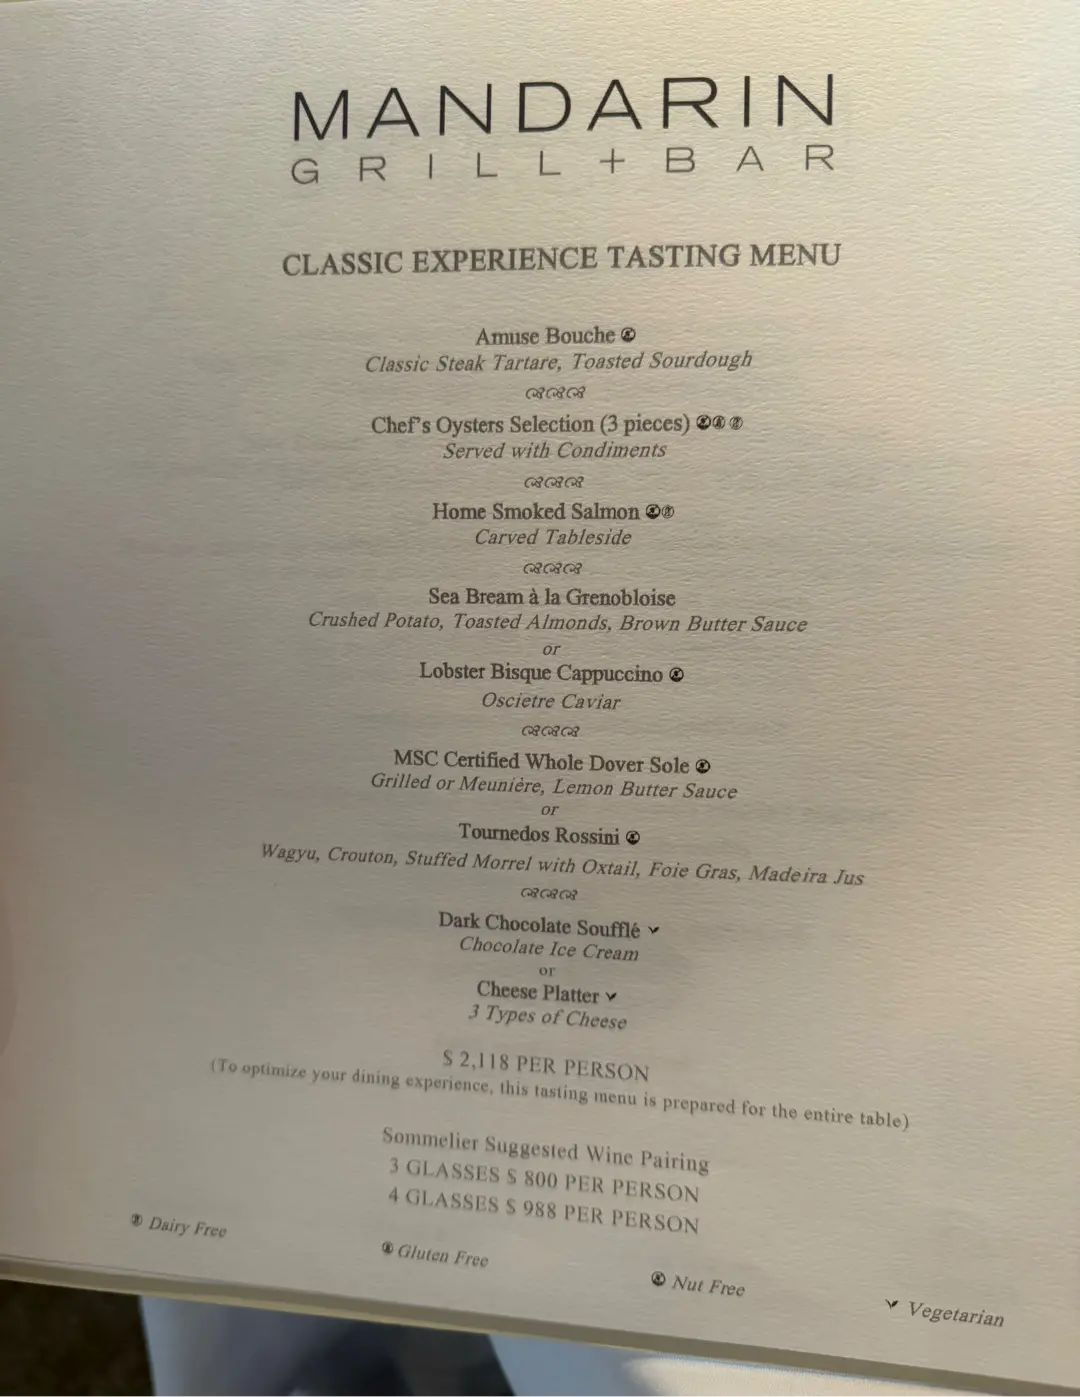 MANDARIN
GRILL + BAR
CLASSIC EXPERIENCE TASTING MENU
Amuse Bouche
Classic Steak Tartare, Toasted Sourdough
Chef's Oysters Selection (3 pieces)
Served with Condiments
Home Smoked Salmon
Carved Tableside
Sea Bream à la Grenobloise
Crushed Potato, Toasted Almonds, Brown Butter Sauce
or
Lobster Bisque Cappuccino
Oscietre Caviar
MSC Certified Whole Dover Sole
Grilled or Meunière, Lemon Butter Sauce
or
Tournedos Rossini
Wagyu, Crouton, Stuffed Morrel with Oxtail, Foie Gras, Madeira Jus
Dark Chocolate Soufflé
Chocolate Ice Cream
or
Cheese Platter
3 Types of Cheese
$ 2,118 PER PERSON
(To optimize your dining experience, this tasting menu is prepared for the entire table)
Sommelier Suggested Wine Pairing
3 GLASSES $ 800 PER PERSON
4 GLASSES $ 988 PER PERSON
Dairy Free
Gluten Free
Nut Free
Vegetarian